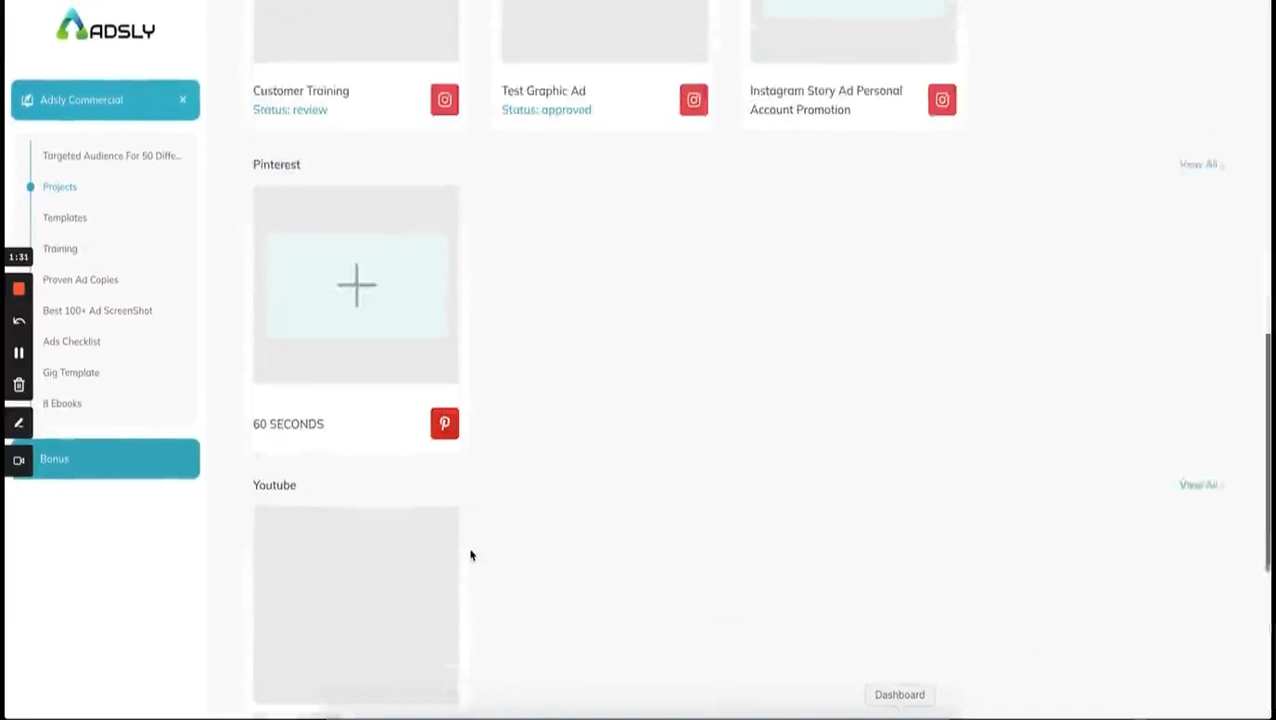 ADSLY
Adsly Commercial
Targeted Audience For 50 Diffe...
Projects
Templates
Training
Proven Ad Copies
Best 100+ Ad ScreenShot
Ads Checklist
Gig Template
8 Ebooks
Bonus
1:31
Customer Training
Status: review
Test Graphic Ad
Status: approved
Instagram Story Ad Personal
Account Promotion
Pinterest
View All
60 SECONDS
Youtube
View All
Dashboard